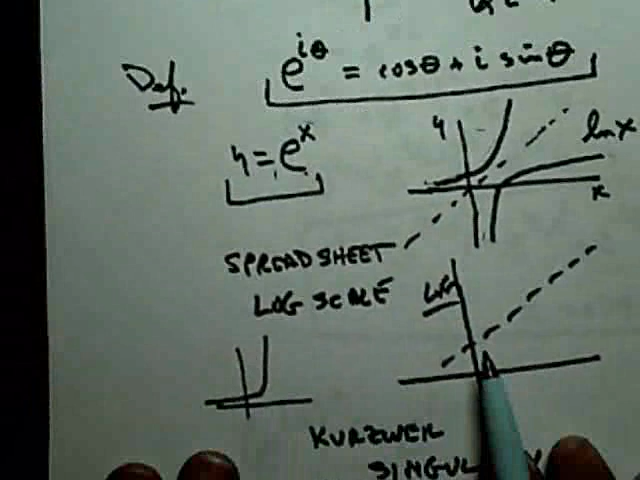 Def. e^{iθ} = cosθ + i sinθ
y = e^x
y
ln x
x
SPREADSHEET
LOG SCALE
KURZWEIL